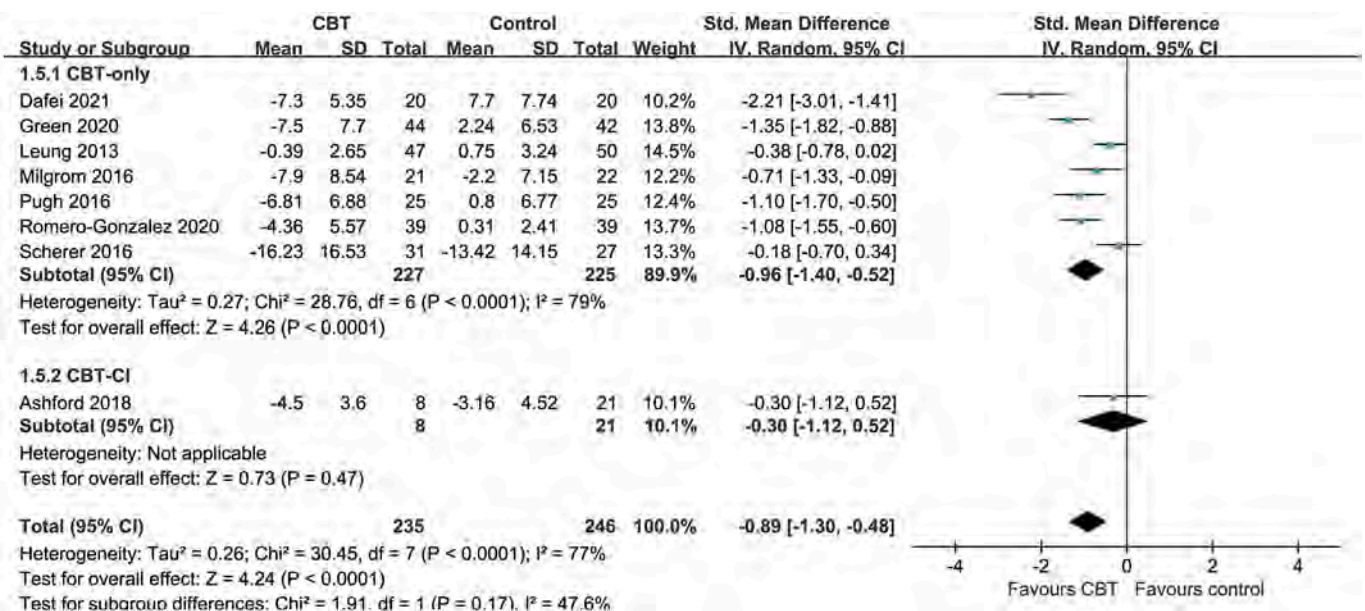 CBT Control Std. Mean Difference Std. Mean Difference
Study or Subgroup Mean SD Total Mean SD Total Weight IV. Random, 95% CI IV. Random, 95% CI
1.5.1 CBT-only
Dafei 2021 -7.3 5.35 20 7.7 7.74 20 10.2% -2.21 [-3.01, -1.41]
Green 2020 -7.5 7.7 44 2.24 6.53 42 13.8% -1.35 [-1.82, -0.88]
Leung 2013 -0.39 2.65 47 0.75 3.24 50 14.5% -0.38 [-0.78, 0.02]
Milgrom 2016 -7.9 8.54 21 -2.2 7.15 22 12.2% -0.71 [-1.33, -0.09]
Pugh 2016 -6.81 6.88 25 0.8 6.77 25 12.4% -1.10 [-1.70, -0.50]
Romero-Gonzalez 2020 -4.36 5.57 39 0.31 2.41 39 13.7% -1.08 [-1.55, -0.60]
Scherer 2016 -16.23 16.53 31 -13.42 14.15 27 13.3% -0.18 [-0.70, 0.34]
Subtotal (95% CI) 227 225 89.9% -0.96 [-1.40, -0.52]
Heterogeneity: Tau² = 0.27; Chi² = 28.76, df = 6 (P < 0.0001); I² = 79%
Test for overall effect: Z = 4.26 (P < 0.0001)
1.5.2 CBT-CI
Ashford 2018 -4.5 3.6 8 -3.16 4.52 21 10.1% -0.30 [-1.12, 0.52]
Subtotal (95% CI) 8 21 10.1% -0.30 [-1.12, 0.52]
Heterogeneity: Not applicable
Test for overall effect: Z = 0.73 (P = 0.47)
Total (95% CI) 235 246 100.0% -0.89 [-1.30, -0.48]
Heterogeneity: Tau² = 0.26; Chi² = 30.45, df = 7 (P < 0.0001); I² = 77%
Test for overall effect: Z = 4.24 (P < 0.0001)
Test for subgroup differences: Chi² = 1.91, df = 1 (P = 0.17), I² = 47.6%
-4 -2 0 2 4
Favours CBT Favours control